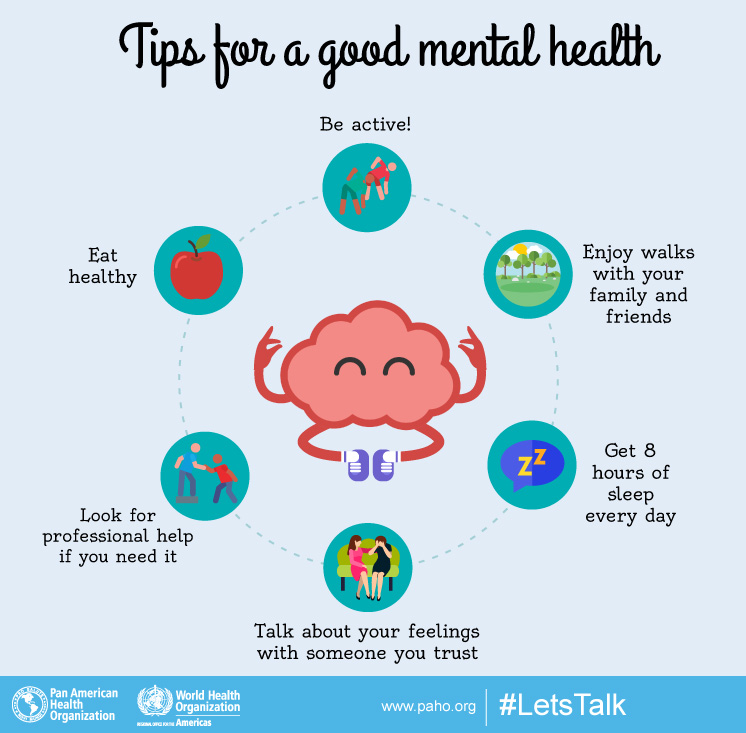 Tips for a good mental health
Be active!
Enjoy walks
with your
family and
friends
Get 8
hours of
sleep
every day
Talk about your feelings
with someone you trust
Look for
professional help
if you need it
Eat
healthy
zz
Pan American
Health
Organization
World Health
Organization
REGIONAL OFFICE FOR THE Americas
www.paho.org
#LetsTalk